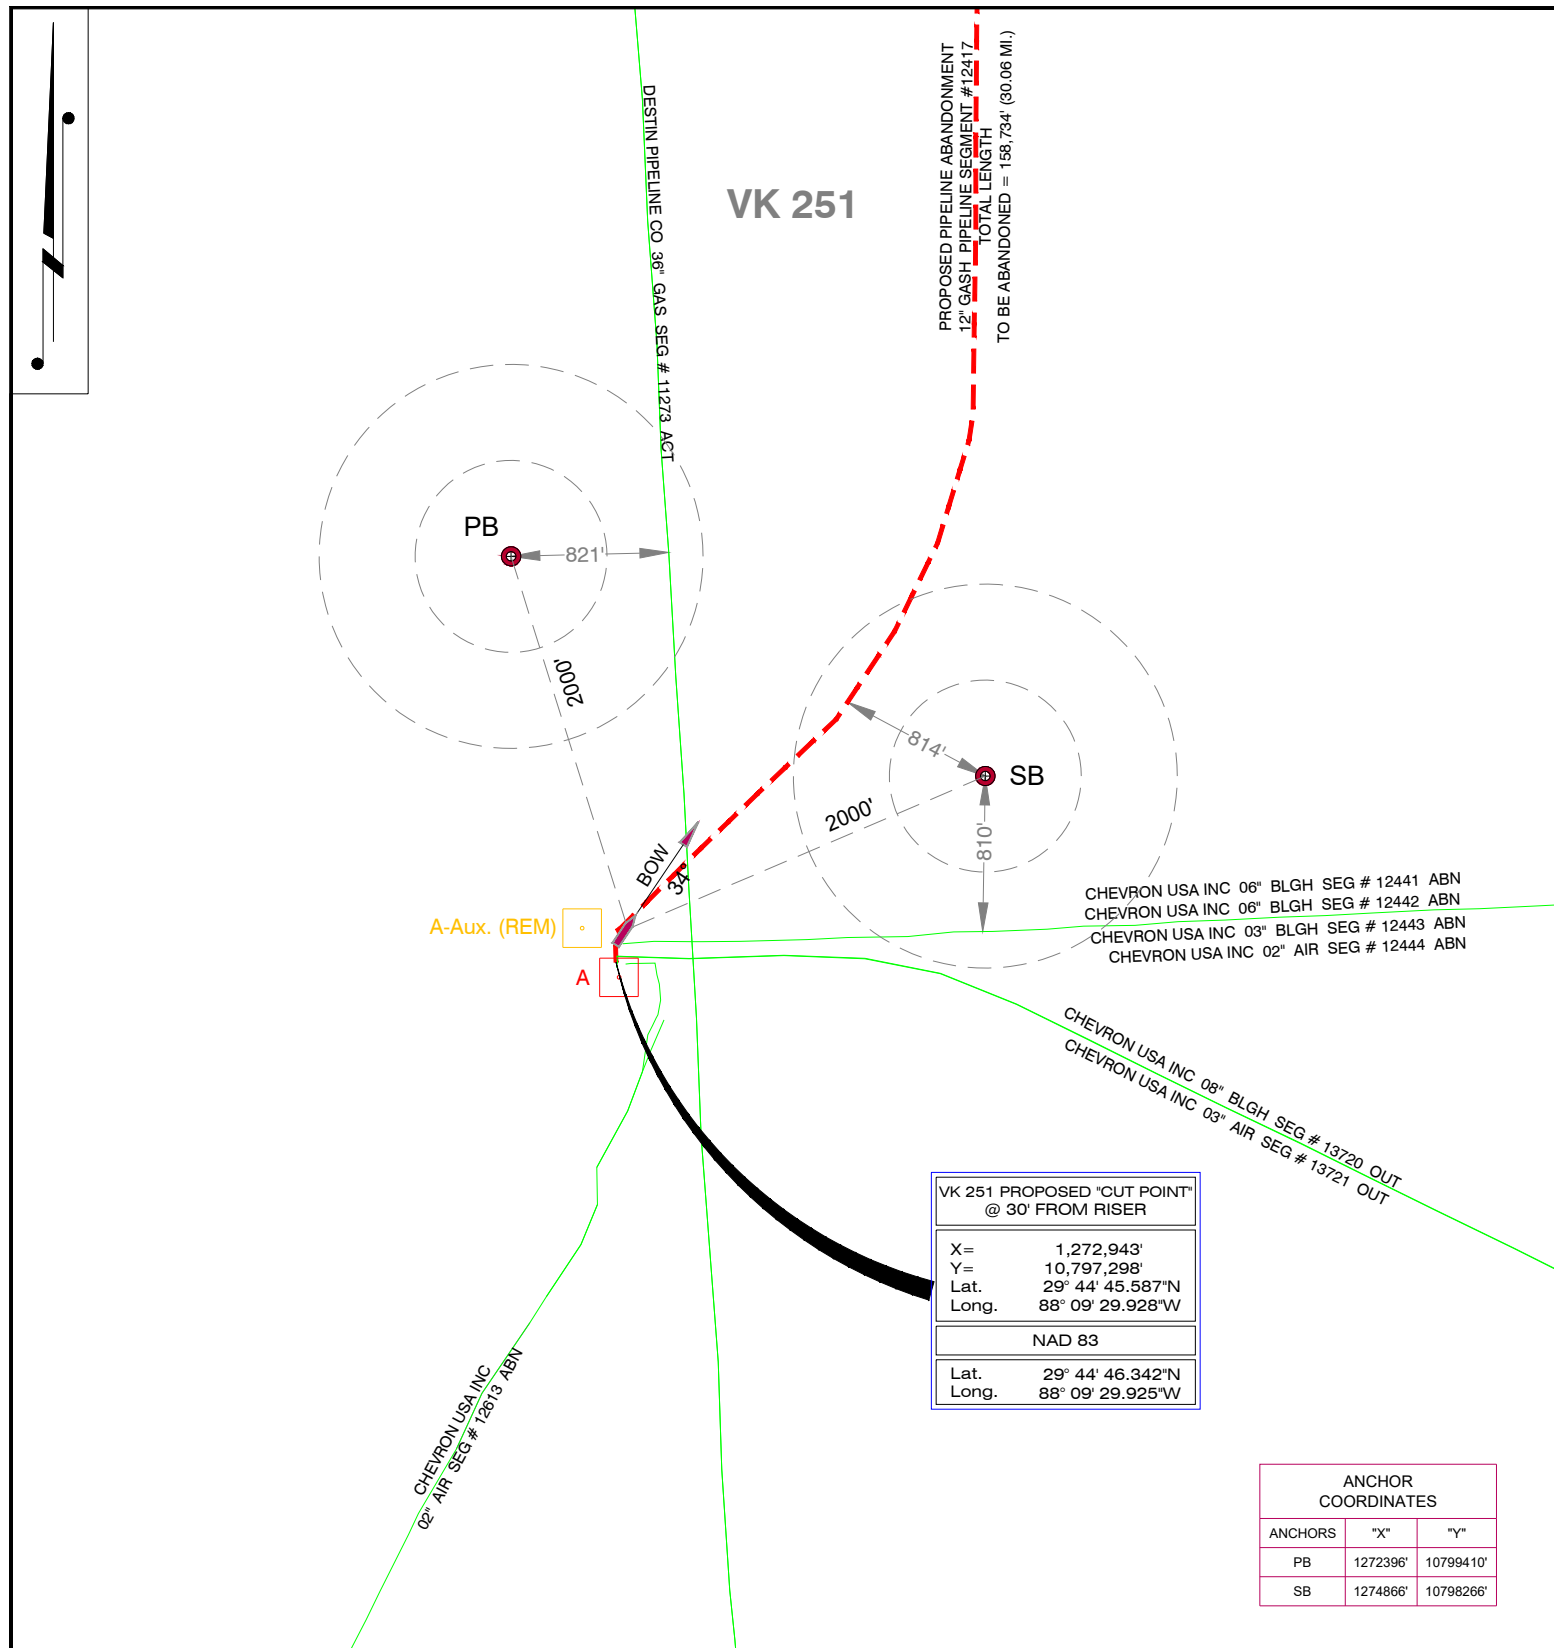 PROPOSED PIPELINE ABANDONMENT
12" GASH PIPELINE SEGMENT #12417
TOTAL LENGTH
TO BE ABANDONED = 158,734' (30.06 MI.)
DESTIN PIPELINE CO 36" GAS SEG # 11273 ACT
VK 251
PB
821'
2000'
814'
SB
2000'
810'
BOW
34°
A-Aux. (REM)
A
CHEVRON USA INC 06" BLGH SEG # 12441 ABN
CHEVRON USA INC 06" BLGH SEG # 12442 ABN
CHEVRON USA INC 03" BLGH SEG # 12443 ABN
CHEVRON USA INC 02" AIR SEG # 12444 ABN
CHEVRON USA INC 08" BLGH SEG # 13720 OUT
CHEVRON USA INC 03" AIR SEG # 13721 OUT
VK 251 PROPOSED "CUT POINT"
@ 30' FROM RISER
X= 1,272,943'
Y= 10,797,298'
Lat. 29° 44' 45.587"N
Long. 88° 09' 29.928"W
NAD 83
Lat. 29° 44' 46.342"N
Long. 88° 09' 29.925"W
CHEVRON USA INC
02" AIR SEG # 12613 ABN
ANCHOR
COORDINATES
ANCHORS "X" "Y"
PB 1272396' 10799410'
SB 1274866' 10798266'